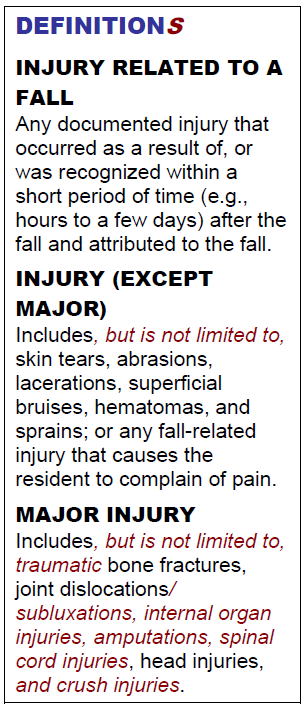 DEFINITIONS
INJURY RELATED TO A
FALL
Any documented injury that
occurred as a result of, or
was recognized within a
short period of time (e.g.,
hours to a few days) after the
fall and attributed to the fall.
INJURY (EXCEPT
MAJOR)
Includes, but is not limited to,
skin tears, abrasions,
lacerations, superficial
bruises, hematomas, and
sprains; or any fall-related
injury that causes the
resident to complain of pain.
MAJOR INJURY
Includes, but is not limited to,
traumatic bone fractures,
joint dislocations/
subluxations, internal organ
injuries, amputations, spinal
cord injuries, head injuries,
and crush injuries.